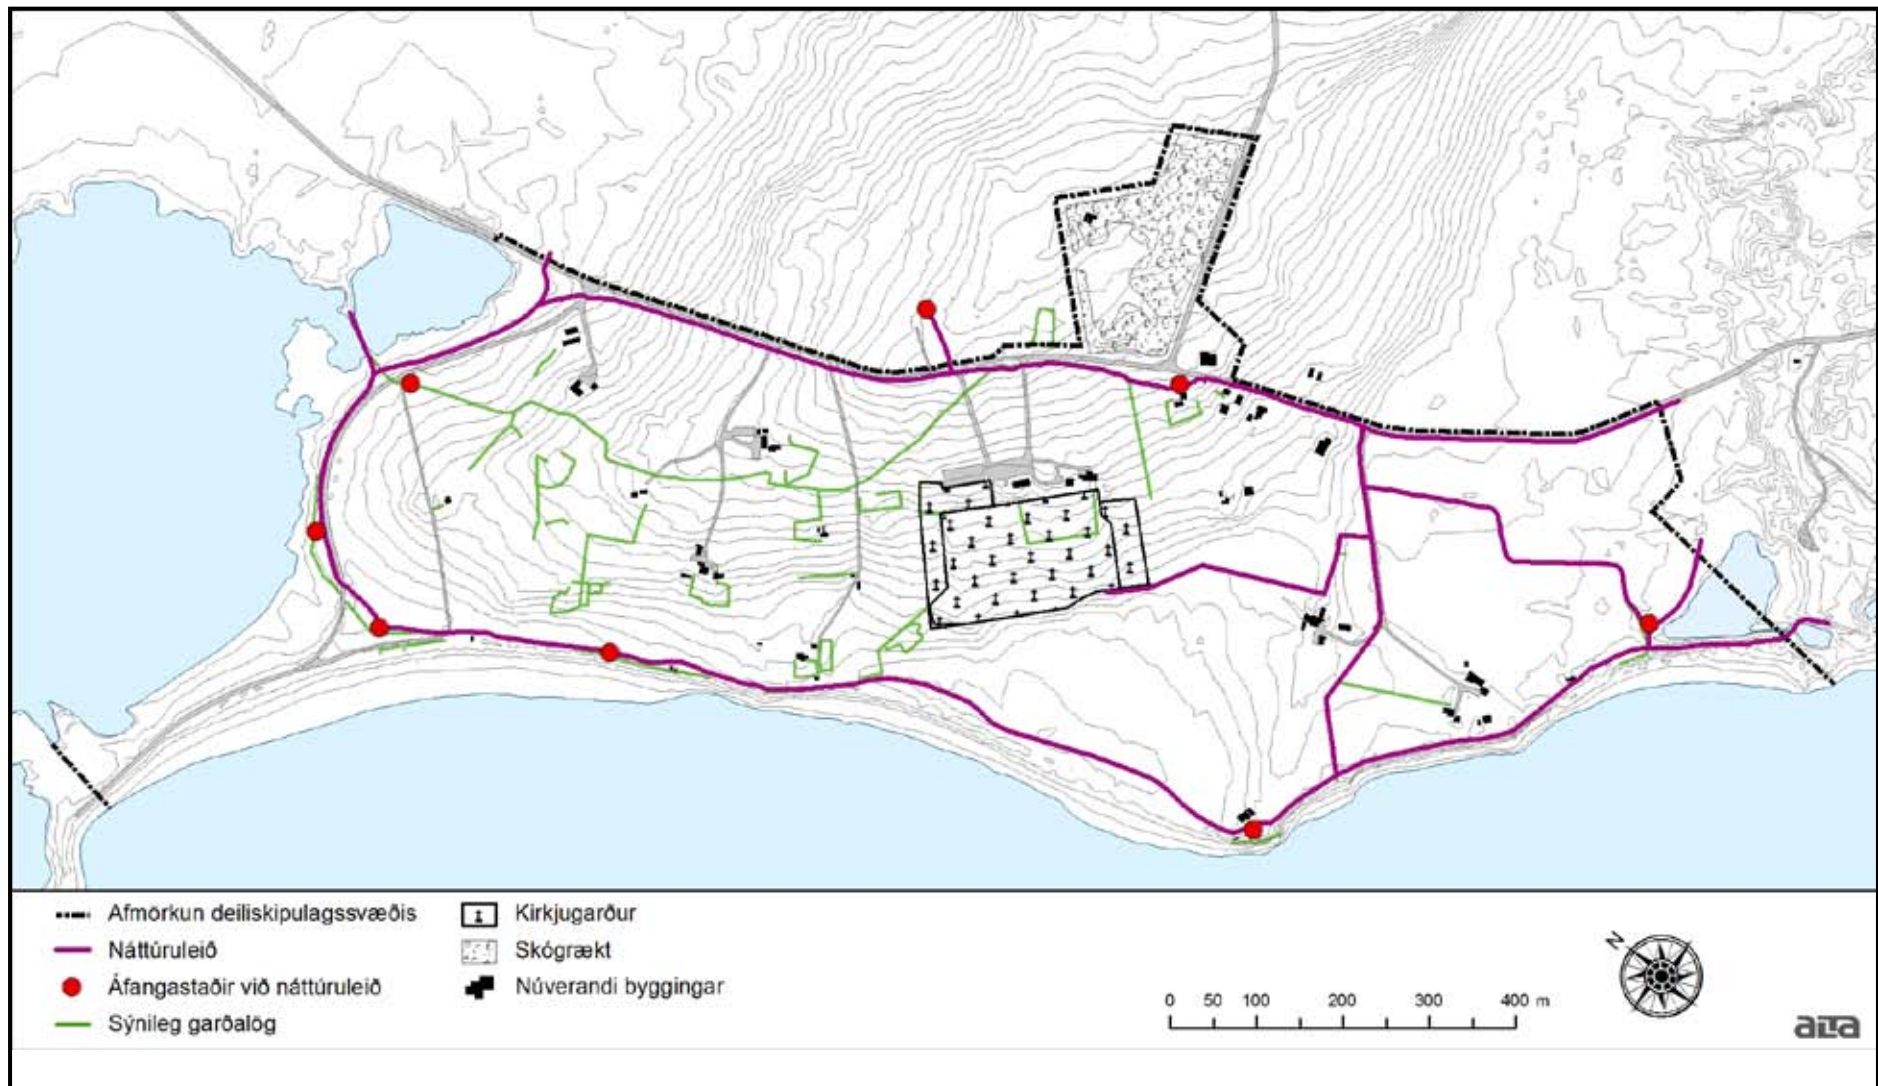 Afmörkun deiliskipulagssvæðis
Náttúruleið
Áfangastaðir við náttúruleið
Sýnileg garðalög
Kirkjugarður
Skógrækt
Núverandi byggingar
0 50 100 200 300 400 m
N
alta